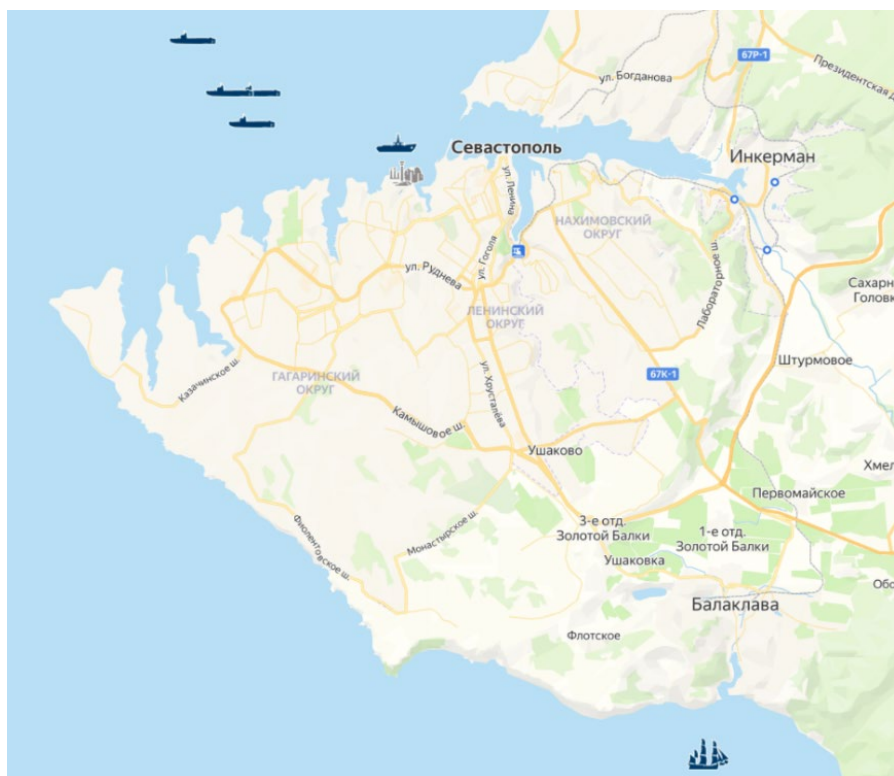 67Р-1
ул. Богданова
Президентская д
Севастополь
Инкерман
ул. Ленина
НАХИМОВСКИЙ
ОКРУГ
ул. Гоголя
ул. Руднева
Лабораторное ш.
Сахарн
Головк
ЛЕНИНСКИЙ
ОКРУГ
Штурмовое
67К-1
ГАГАРИНСКИЙ
ОКРУГ
Казачинское ш.
ул. Хрусталёва
Камышовое ш.
Ушаково
Хмел
Первомайское
3-е отд.
Золотой Балки
1-е отд.
Золотой Балки
Фиолентовское ш.
Монастырское ш.
Ушаковка
Обо
Балаклава
Флотское